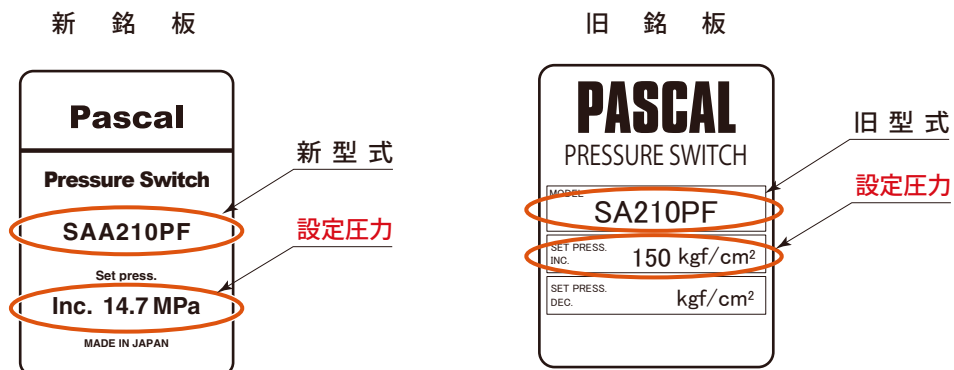 新 銘 板
Pascal
Pressure Switch
SAA210PF
Set press.
Inc. 14.7 MPa
MADE IN JAPAN
新 型 式
設定圧力
旧 銘 板
PASCAL
PRESSURE SWITCH
MODEL
SA210PF
SET PRESS.
INC. 150 kgf/cm²
SET PRESS.
DEC. kgf/cm²
旧 型 式
設定圧力